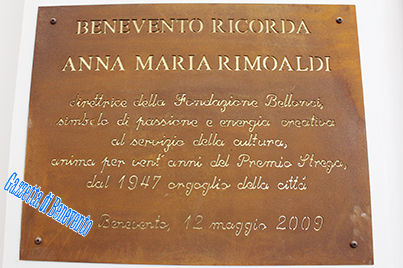 BENEVENTO RICORDA
ANNA MARIA RIMOALDI
direttrice della Fondazione Bellonci,
simbolo di passione e energia creativa
al servizio della cultura,
anima per vent'anni del Premio Strega,
dal 1947 orgoglio della città
Benevento, 12 maggio 2009
Gazzetta di Benevento